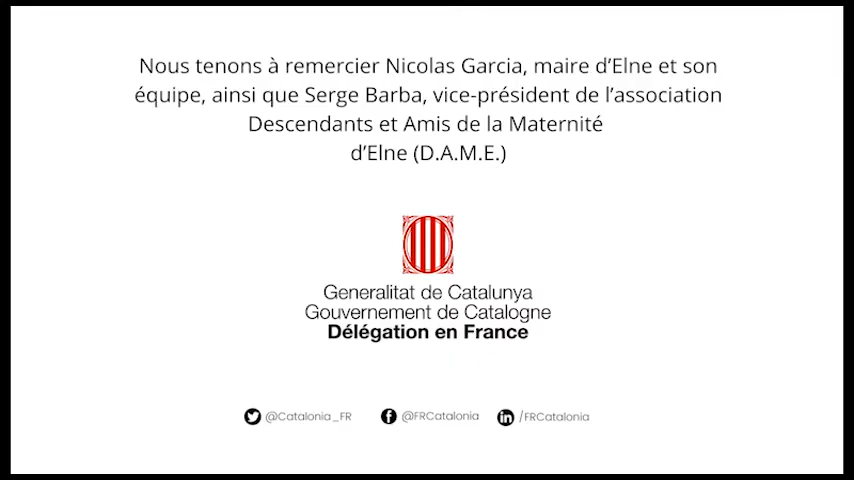 Nous tenons à remercier Nicolas Garcia, maire d’Elne et son
équipe, ainsi que Serge Barba, vice-président de l’association
Descendants et Amis de la Maternité
d’Elne (D.A.M.E.)
Generalitat de Catalunya
Gouvernement de Catalogne
Délégation en France
@Catalonia_FR @FRCatalonia /FRCatalonia